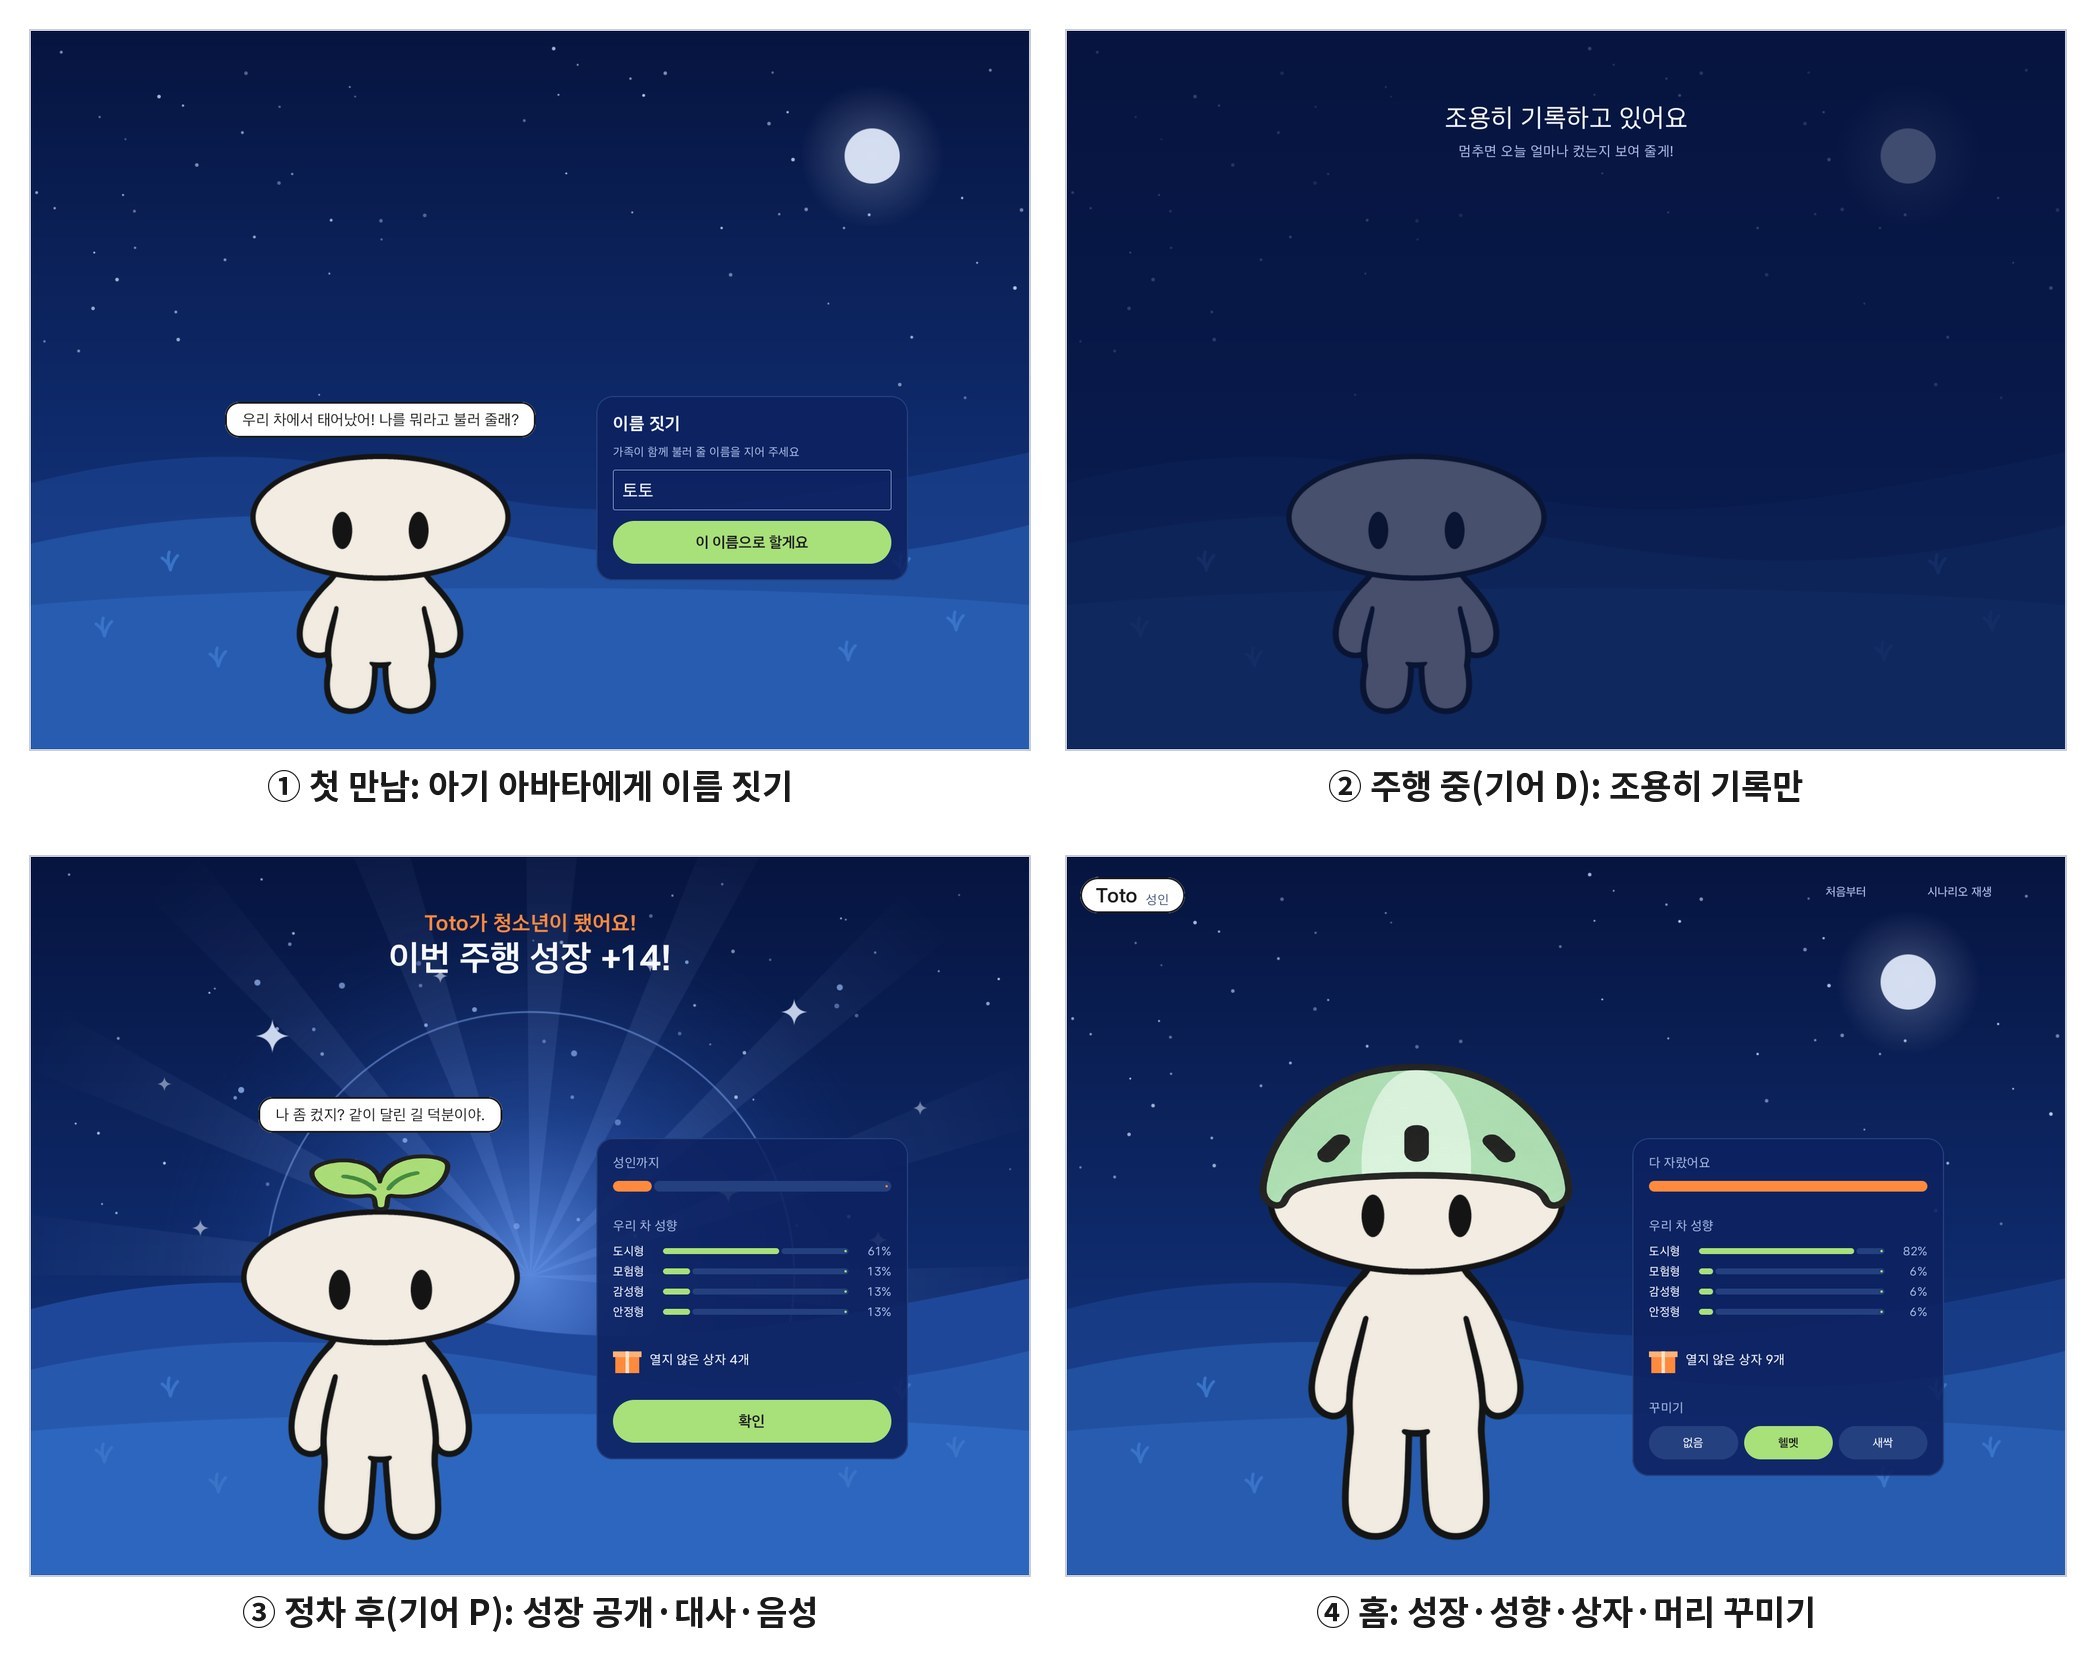 우리 차에서 태어났어! 나를 뭐라고 불러 줄래?
이름 짓기
가족이 함께 불러 줄 이름을 지어 주세요
토토
이 이름으로 할게요
① 첫 만남: 아기 아바타에게 이름 짓기
조용히 기록하고 있어요
멈추면 오늘 얼마나 컸는지 보여 줄게!
② 주행 중(기어 D): 조용히 기록만
Toto가 청소년이 됐어요!
이번 주행 성장 +14!
나 좀 컸지? 같이 달린 길 덕분이야.
성인까지
우리 차 성향
도시형 61%
모험형 13%
감성형 13%
안정형 13%
열지 않은 상자 4개
확인
③ 정차 후(기어 P): 성장 공개·대사·음성
Toto 성인
처음부터 시나리오 재생
다 자랐어요
우리 차 성향
도시형 82%
모험형 6%
감성형 6%
안정형 6%
열지 않은 상자 9개
꾸미기
없음 헬멧 새싹
④ 홈: 성장·성향·상자·머리 꾸미기